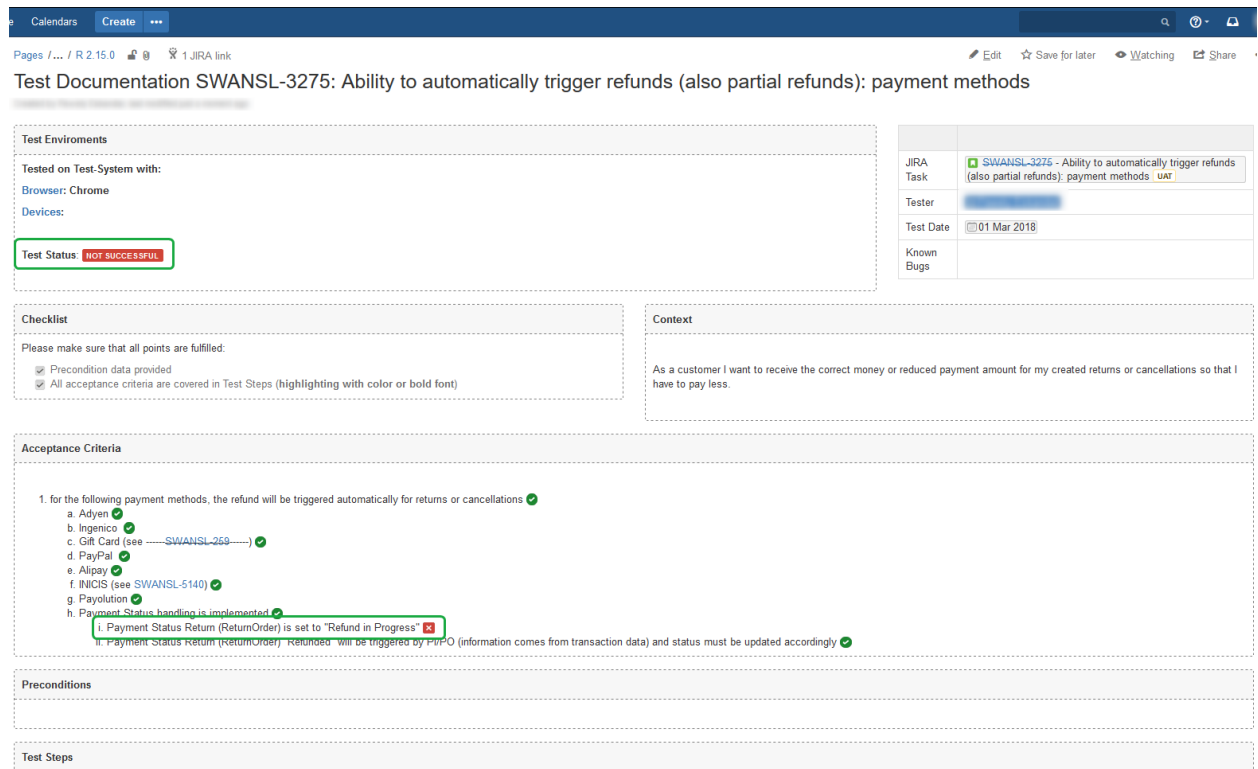 e Calendars Create •••
Pages /... / R 2.15.0 1 JIRA link
Edit Save for later Watching Share
Test Documentation SWANSL-3275: Ability to automatically trigger refunds (also partial refunds): payment methods
Test Enviroments
Tested on Test-System with:
Browser: Chrome
Devices:
Test Status: NOT SUCCESSFUL
JIRA Task
SWANSL-3275 - Ability to automatically trigger refunds
(also partial refunds): payment methods UAT
Tester
Test Date 01 Mar 2018
Known
Bugs
Checklist
Please make sure that all points are fulfilled:
Precondition data provided
All acceptance criteria are covered in Test Steps (highlighting with color or bold font)
Context
As a customer I want to receive the correct money or reduced payment amount for my created returns or cancellations so that I
have to pay less.
Acceptance Criteria
1. for the following payment methods, the refund will be triggered automatically for returns or cancellations
a. Adyen
b. Ingenico
c. Gift Card (see ------SWANSL-259------)
d. PayPal
e. Alipay
f. INICIS (see SWANSL-5140)
g. Payolution
h. Payment Status handling is implemented
i. Payment Status Return (ReturnOrder) is set to "Refund in Progress"
ii. Payment Status Return (ReturnOrder) "Refunded" will be triggered by PI/PO (information comes from transaction data) and status must be updated accordingly
Preconditions
Test Steps